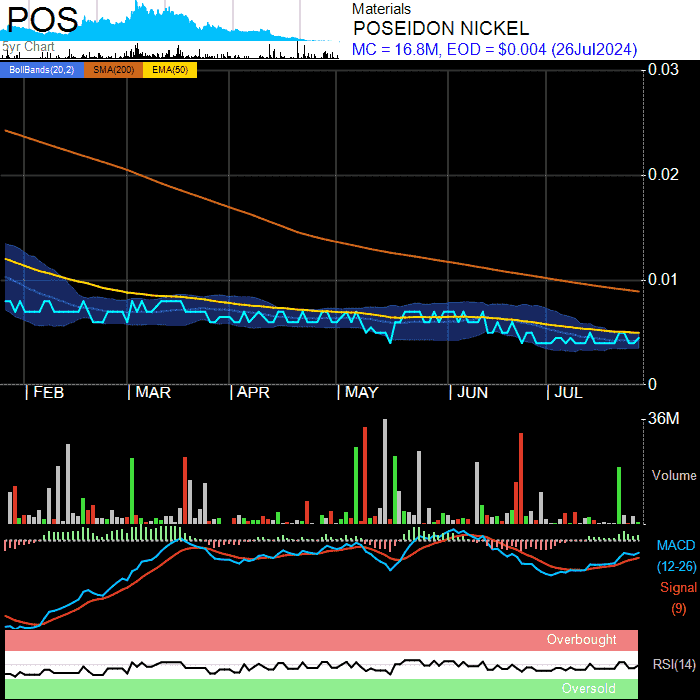 POS
5yr Chart
Materials
POSEIDON NICKEL
MC = 16.8M, EOD = $0.004 (26Jul2024)
BollBands(20,2) SMA(200) EMA(50)
0.03
0.02
0.01
0
FEB MAR APR MAY JUN JUL
36M
Volume
MACD
(12-26)
Signal
(9)
Overbought
RSI(14)
Oversold